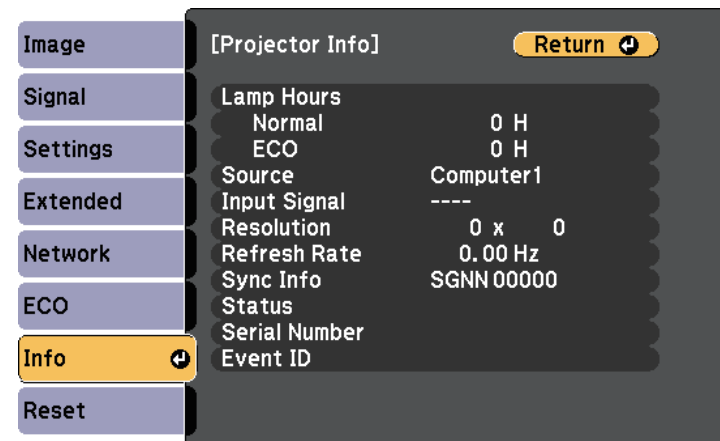 Image
Signal
Settings
Extended
Network
ECO
Info
Reset
[Projector Info]
Return
Lamp Hours
Normal 0 H
ECO 0 H
Source Computer1
Input Signal ----
Resolution 0 x 0
Refresh Rate 0.00 Hz
Sync Info SGNN 00000
Status
Serial Number
Event ID